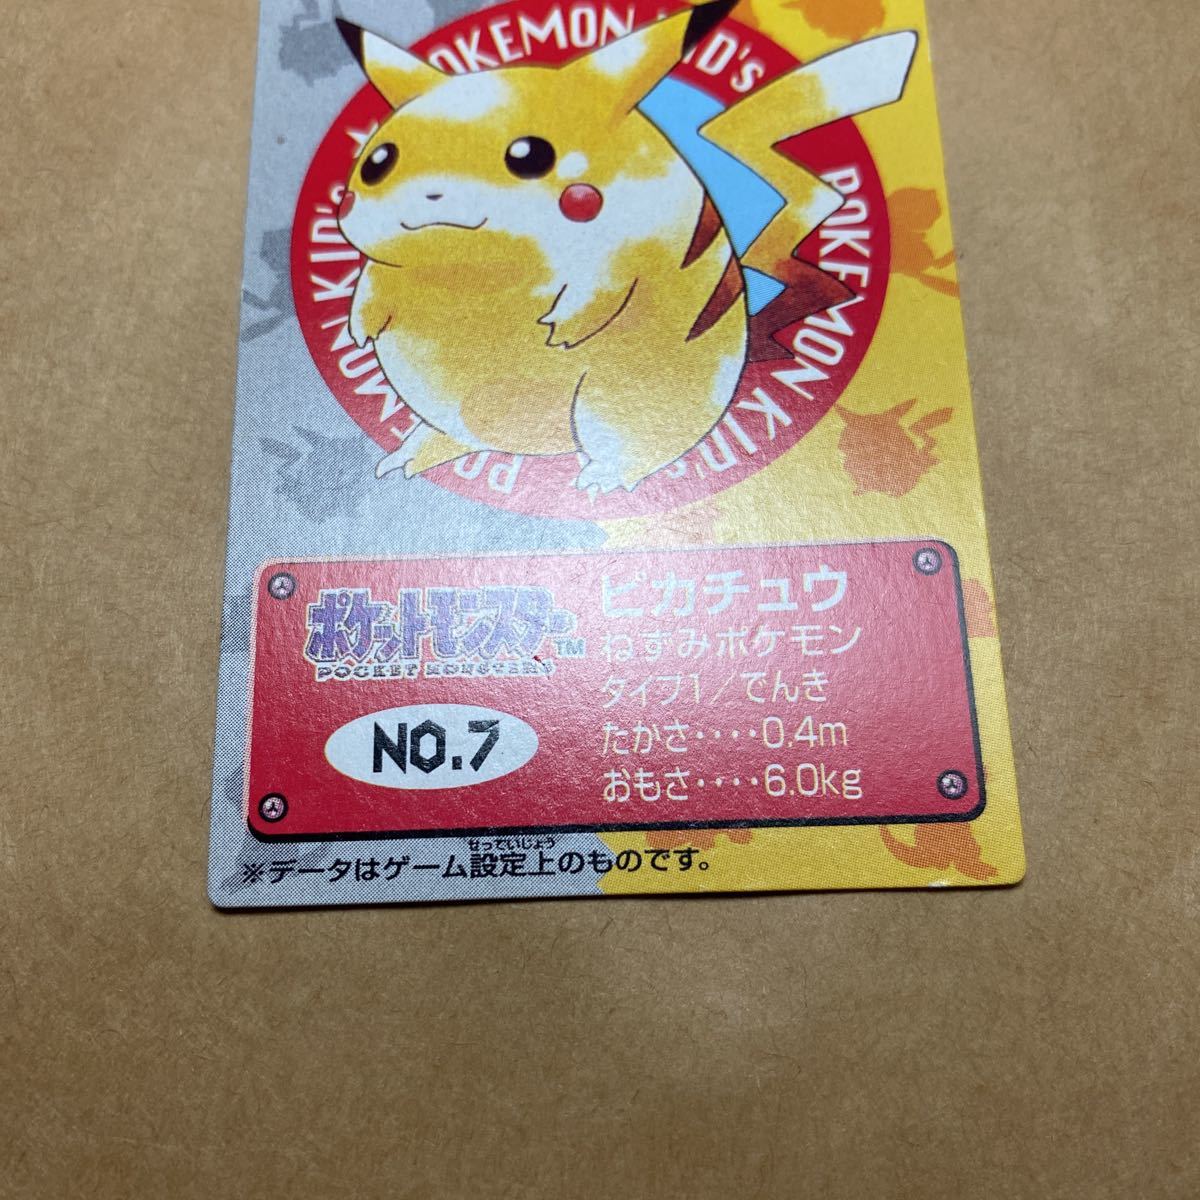 POKEMON KID's
POKEMON KID's
ポケットモンスター™
POCKET MONSTERS
NO.7
ピカチュウ
ねずみポケモン
タイプ1/でんき
たかさ‥‥0.4m
おもさ‥‥6.0kg
せっていじょう
※データはゲーム設定上のものです。